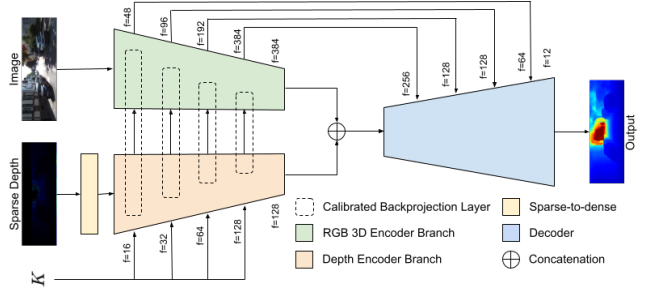 f=48
f=96
f=192
f=384
f=384
Image
f=256
f=128
f=128
f=64
f=12
Output
Sparse Depth
f=16
f=32
f=64
f=128
f=128
K
Calibrated Backprojection Layer
Sparse-to-dense
RGB 3D Encoder Branch
Decoder
Depth Encoder Branch
Concatenation